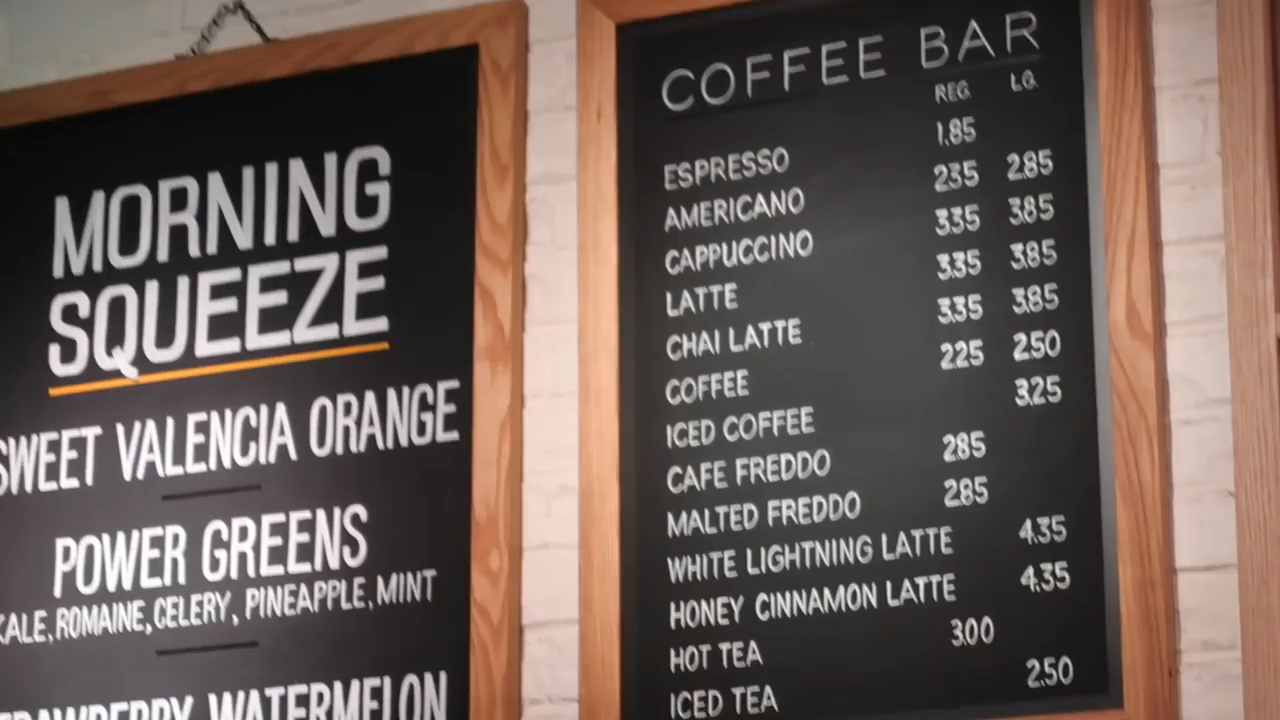 MORNING
SQUEEZE
SWEET VALENCIA ORANGE
POWER GREENS
KALE, ROMAINE, CELERY, PINEAPPLE, MINT
STRAWBERRY WATERMELON
COFFEE BAR
REG. LG.
ESPRESSO 1.85
AMERICANO 2.35 2.85
CAPPUCCINO 3.35 3.85
LATTE 3.35 3.85
CHAI LATTE 3.35 3.85
COFFEE 2.25 2.50
ICED COFFEE 3.25
CAFE FREDDO 2.85
MALTED FREDDO 2.85
WHITE LIGHTNING LATTE 4.35
HONEY CINNAMON LATTE 4.35
HOT TEA 3.00
ICED TEA 2.50